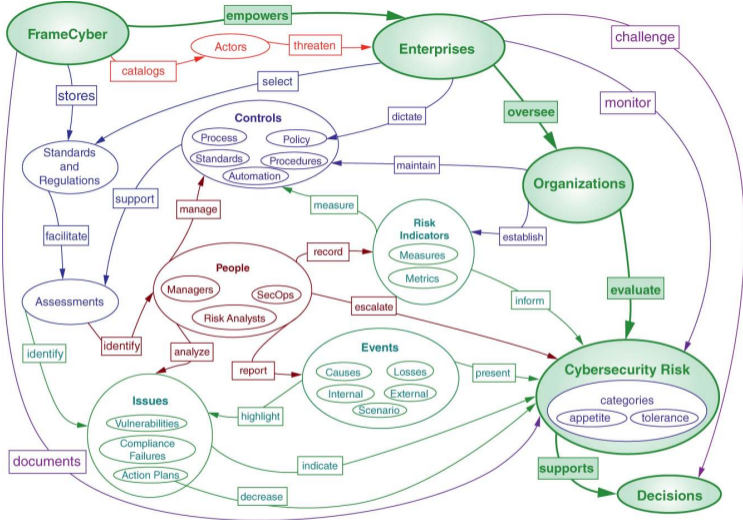 empowers
FrameCyber
Actors
threaten
Enterprises
challenge
catalogs
select
stores
monitor
dictate
oversee
Controls
Process
Policy
Standards
Procedures
Automation
Standards
and
Regulations
maintain
Organizations
support
measure
manage
Risk
Indicators
Measures
Metrics
establish
facilitate
record
People
Managers
SecOps
Risk Analysts
Assessments
escalate
inform
evaluate
identify
identify
analyze
report
Events
Causes
Losses
Internal
External
Scenario
present
Cybersecurity Risk
categories
appetite
tolerance
highlight
Issues
Vulnerabilities
Compliance
Failures
Action Plans
documents
indicate
decrease
supports
Decisions